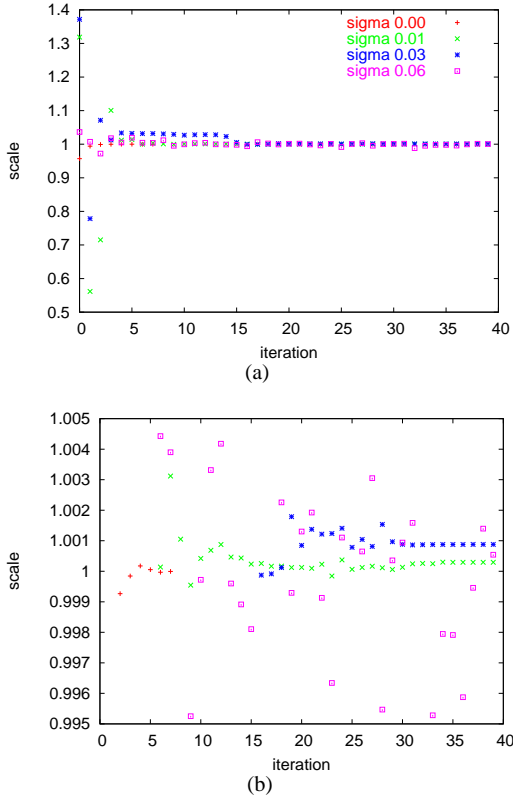 1.4
1.3
1.2
1.1
1
0.9
0.8
0.7
0.6
0.5
sigma 0.00
sigma 0.01
sigma 0.03
sigma 0.06
scale
0 5 10 15 20 25 30 35 40
iteration
(a)
1.005
1.004
1.003
1.002
1.001
1
0.999
0.998
0.997
0.996
0.995
scale
0 5 10 15 20 25 30 35 40
iteration
(b)